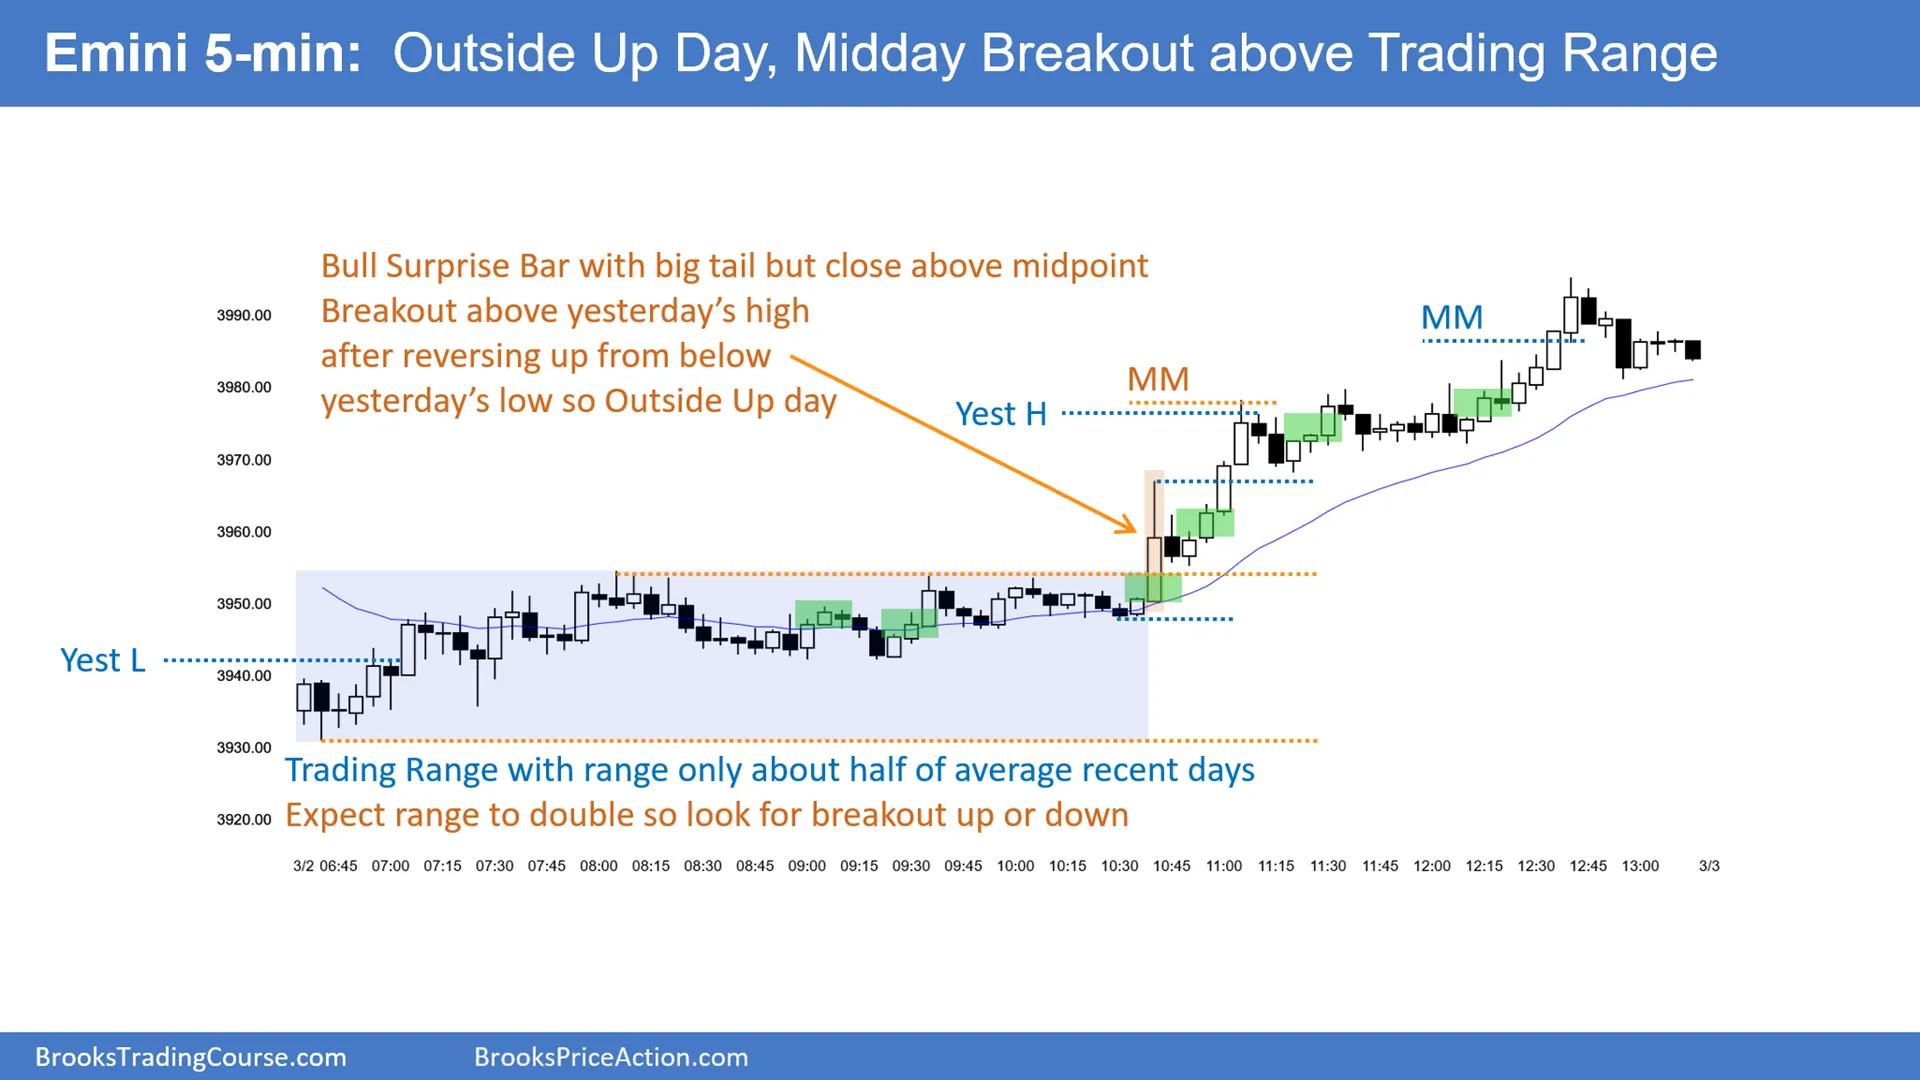 Emini 5-min: Outside Up Day, Midday Breakout above Trading Range
Bull Surprise Bar with big tail but close above midpoint
Breakout above yesterday's high
after reversing up from below
yesterday's low so Outside Up day
MM
MM
Yest H
Yest L
3990.00
3980.00
3970.00
3960.00
3950.00
3940.00
3930.00
3920.00
Trading Range with range only about half of average recent days
Expect range to double so look for breakout up or down
3/2 06:45 07:00 07:15 07:30 07:45 08:00 08:15 08:30 08:45 09:00 09:15 09:30 09:45 10:00 10:15 10:30 10:45 11:00 11:15 11:30 11:45 12:00 12:15 12:30 12:45 13:00 3/3
BrooksTradingCourse.com
BrooksPriceAction.com